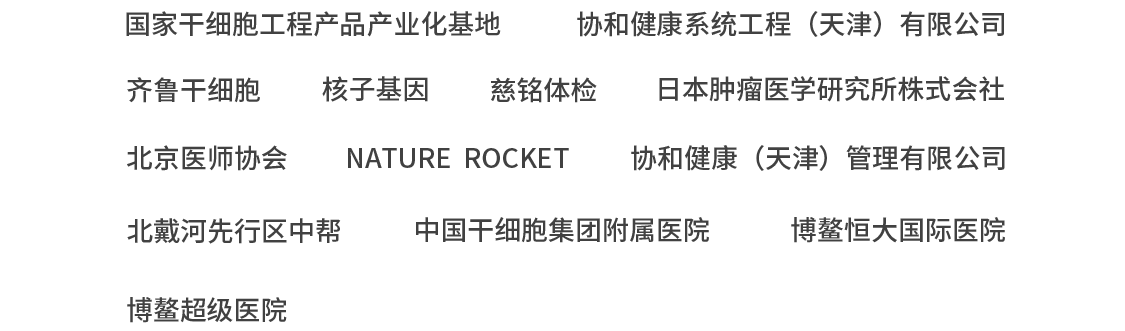 国家干细胞工程产品产业化基地 协和健康系统工程（天津）有限公司
齐鲁干细胞 核子基因 慈铭体检 日本肿瘤医学研究所株式会社
北京医师协会 NATURE ROCKET 协和健康（天津）管理有限公司
北戴河先行区中帮 中国干细胞集团附属医院 博鳌恒大国际医院
博鳌超级医院